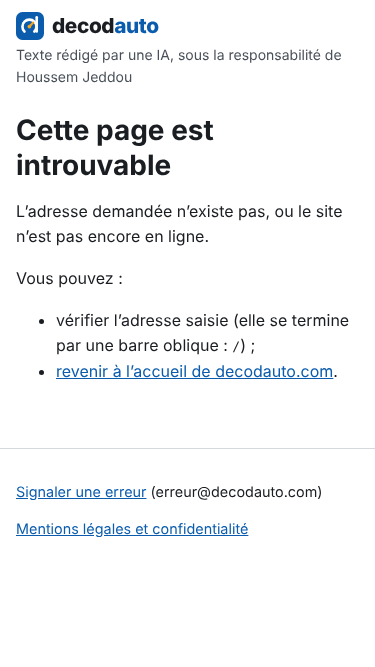 decodauto
Texte rédigé par une IA, sous la responsabilité de
Houssem Jeddou
Cette page est
introuvable
L’adresse demandée n’existe pas, ou le site
n’est pas encore en ligne.
Vous pouvez :
• vérifier l’adresse saisie (elle se termine
par une barre oblique : /) ;
• revenir à l’accueil de decodauto.com.
Signaler une erreur (erreur@decodauto.com)
Mentions légales et confidentialité